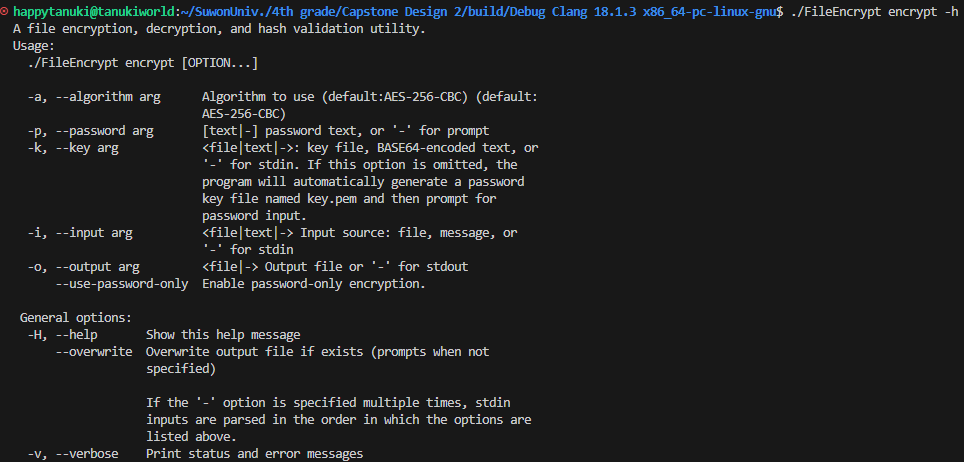 happytanuki@tanukiworld:~/SuwonUniv./4th grade/Capstone Design 2/build/Debug Clang 18.1.3 x86_64-pc-linux-gnu$ ./FileEncrypt encrypt -h
A file encryption, decryption, and hash validation utility.
Usage:
  ./FileEncrypt encrypt [OPTION...]

  -a, --algorithm arg      Algorithm to use (default:AES-256-CBC) (default:
                           AES-256-CBC)
  -p, --password arg       [text|-] password text, or '-' for prompt
  -k, --key arg            <file|text|->: key file, BASE64-encoded text, or
                           '-' for stdin. If this option is omitted, the
                           program will automatically generate a password
                           key file named key.pem and then prompt for
                           password input.
  -i, --input arg          <file|text|-> Input source: file, message, or
                           '-' for stdin
  -o, --output arg         <file|-> Output file or '-' for stdout
      --use-password-only  Enable password-only encryption.

 General options:
  -H, --help       Show this help message
      --overwrite  Overwrite output file if exists (prompts when not
                   specified)

                   If the '-' option is specified multiple times, stdin
                   inputs are parsed in the order in which the options are
                   listed above.
  -v, --verbose    Print status and error messages